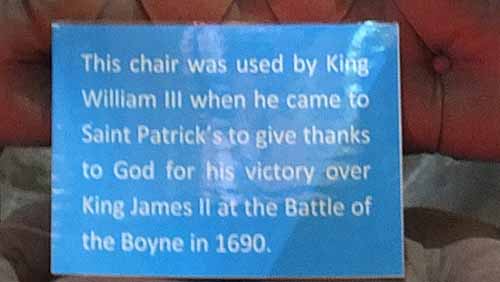 This chair was used by King
William III when he came to
Saint Patrick's to give thanks
to God for his victory over
King James II at the Battle of
the Boyne in 1690.